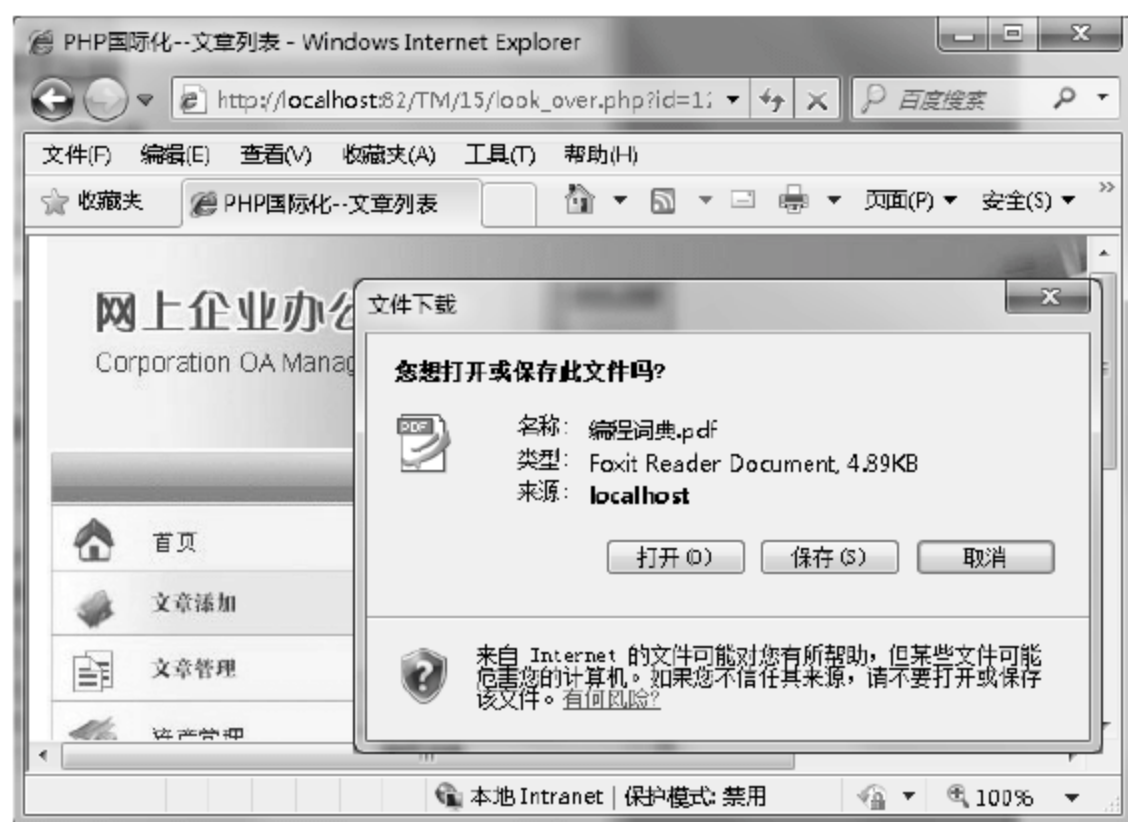 PHP国际化--文章列表 - Windows Internet Explorer
http://localhost:82/TM/15/look_over.php?id=12
百度搜索
文件(F) 编辑(E) 查看(V) 收藏夹(A) 工具(T) 帮助(H)
收藏夹 PHP国际化--文章列表 页面(P) 安全(S) »
网上企业办公
Corporation OA Manag
文件下载
您想打开或保存此文件吗?
名称: 编程词典.pdf
类型: Foxit Reader Document, 4.89KB
来源: localhost
打开(O) 保存(S) 取消
首页
文章添加
文章管理
资产管理
来自 Internet 的文件可能对您有所帮助，但某些文件可能
危害您的计算机。如果您不信任其来源，请不要打开或保存
该文件。有何风险?
本地 Intranet | 保护模式: 禁用 100%